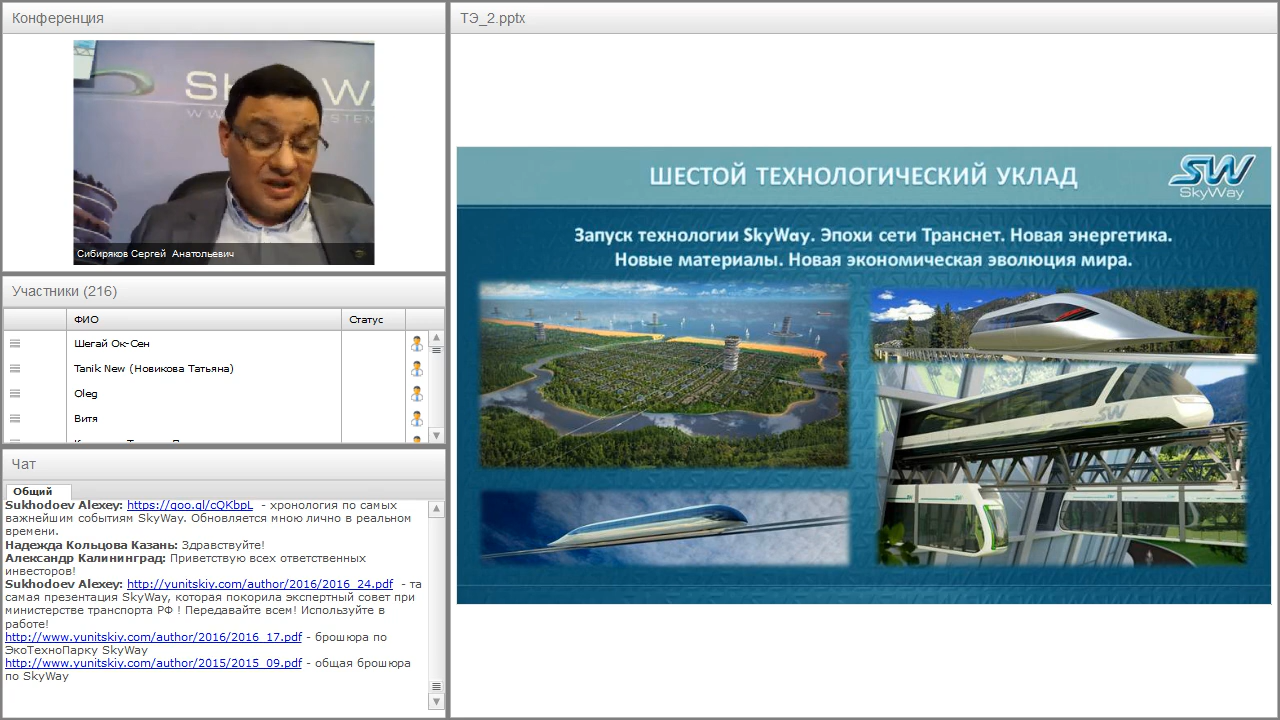 Конференция
SKYWAY
Сибиряков Сергей Анатольевич
Участники (216)
ФИО
Статус
Шегай Ок-Сен
Tanik New (Новикова Татьяна)
Oleg
Витя
Чат
Общий
Sukhodoev Alexey: https://goo.gl/cQKbpL - хронология по самых
важнейшим событиям SkyWay. Обновляется мною лично в реальном
времени.
Надежда Кольцова Казань: Здравствуйте!
Александр Калининград: Приветствую всех ответственных
инвесторов!
Sukhodoev Alexey: http://yunitskiy.com/author/2016/2016_24.pdf - та
самая презентация SkyWay, которая покорила экспертный совет при
министерстве транспорта РФ ! Передавайте всем! Используйте в
работе!
http://www.yunitskiy.com/author/2016/2016_17.pdf - брошюра по
ЭкоТехноПарку SkyWay
http://www.yunitskiy.com/author/2015/2015_09.pdf - общая брошюра
по SkyWay
ТЭ_2.pptx
ШЕСТОЙ ТЕХНОЛОГИЧЕСКИЙ УКЛАД
SW
SkyWay
Запуск технологии SkyWay. Эпохи сети Транснет. Новая энергетика.
Новые материалы. Новая экономическая эволюция мира.
SW